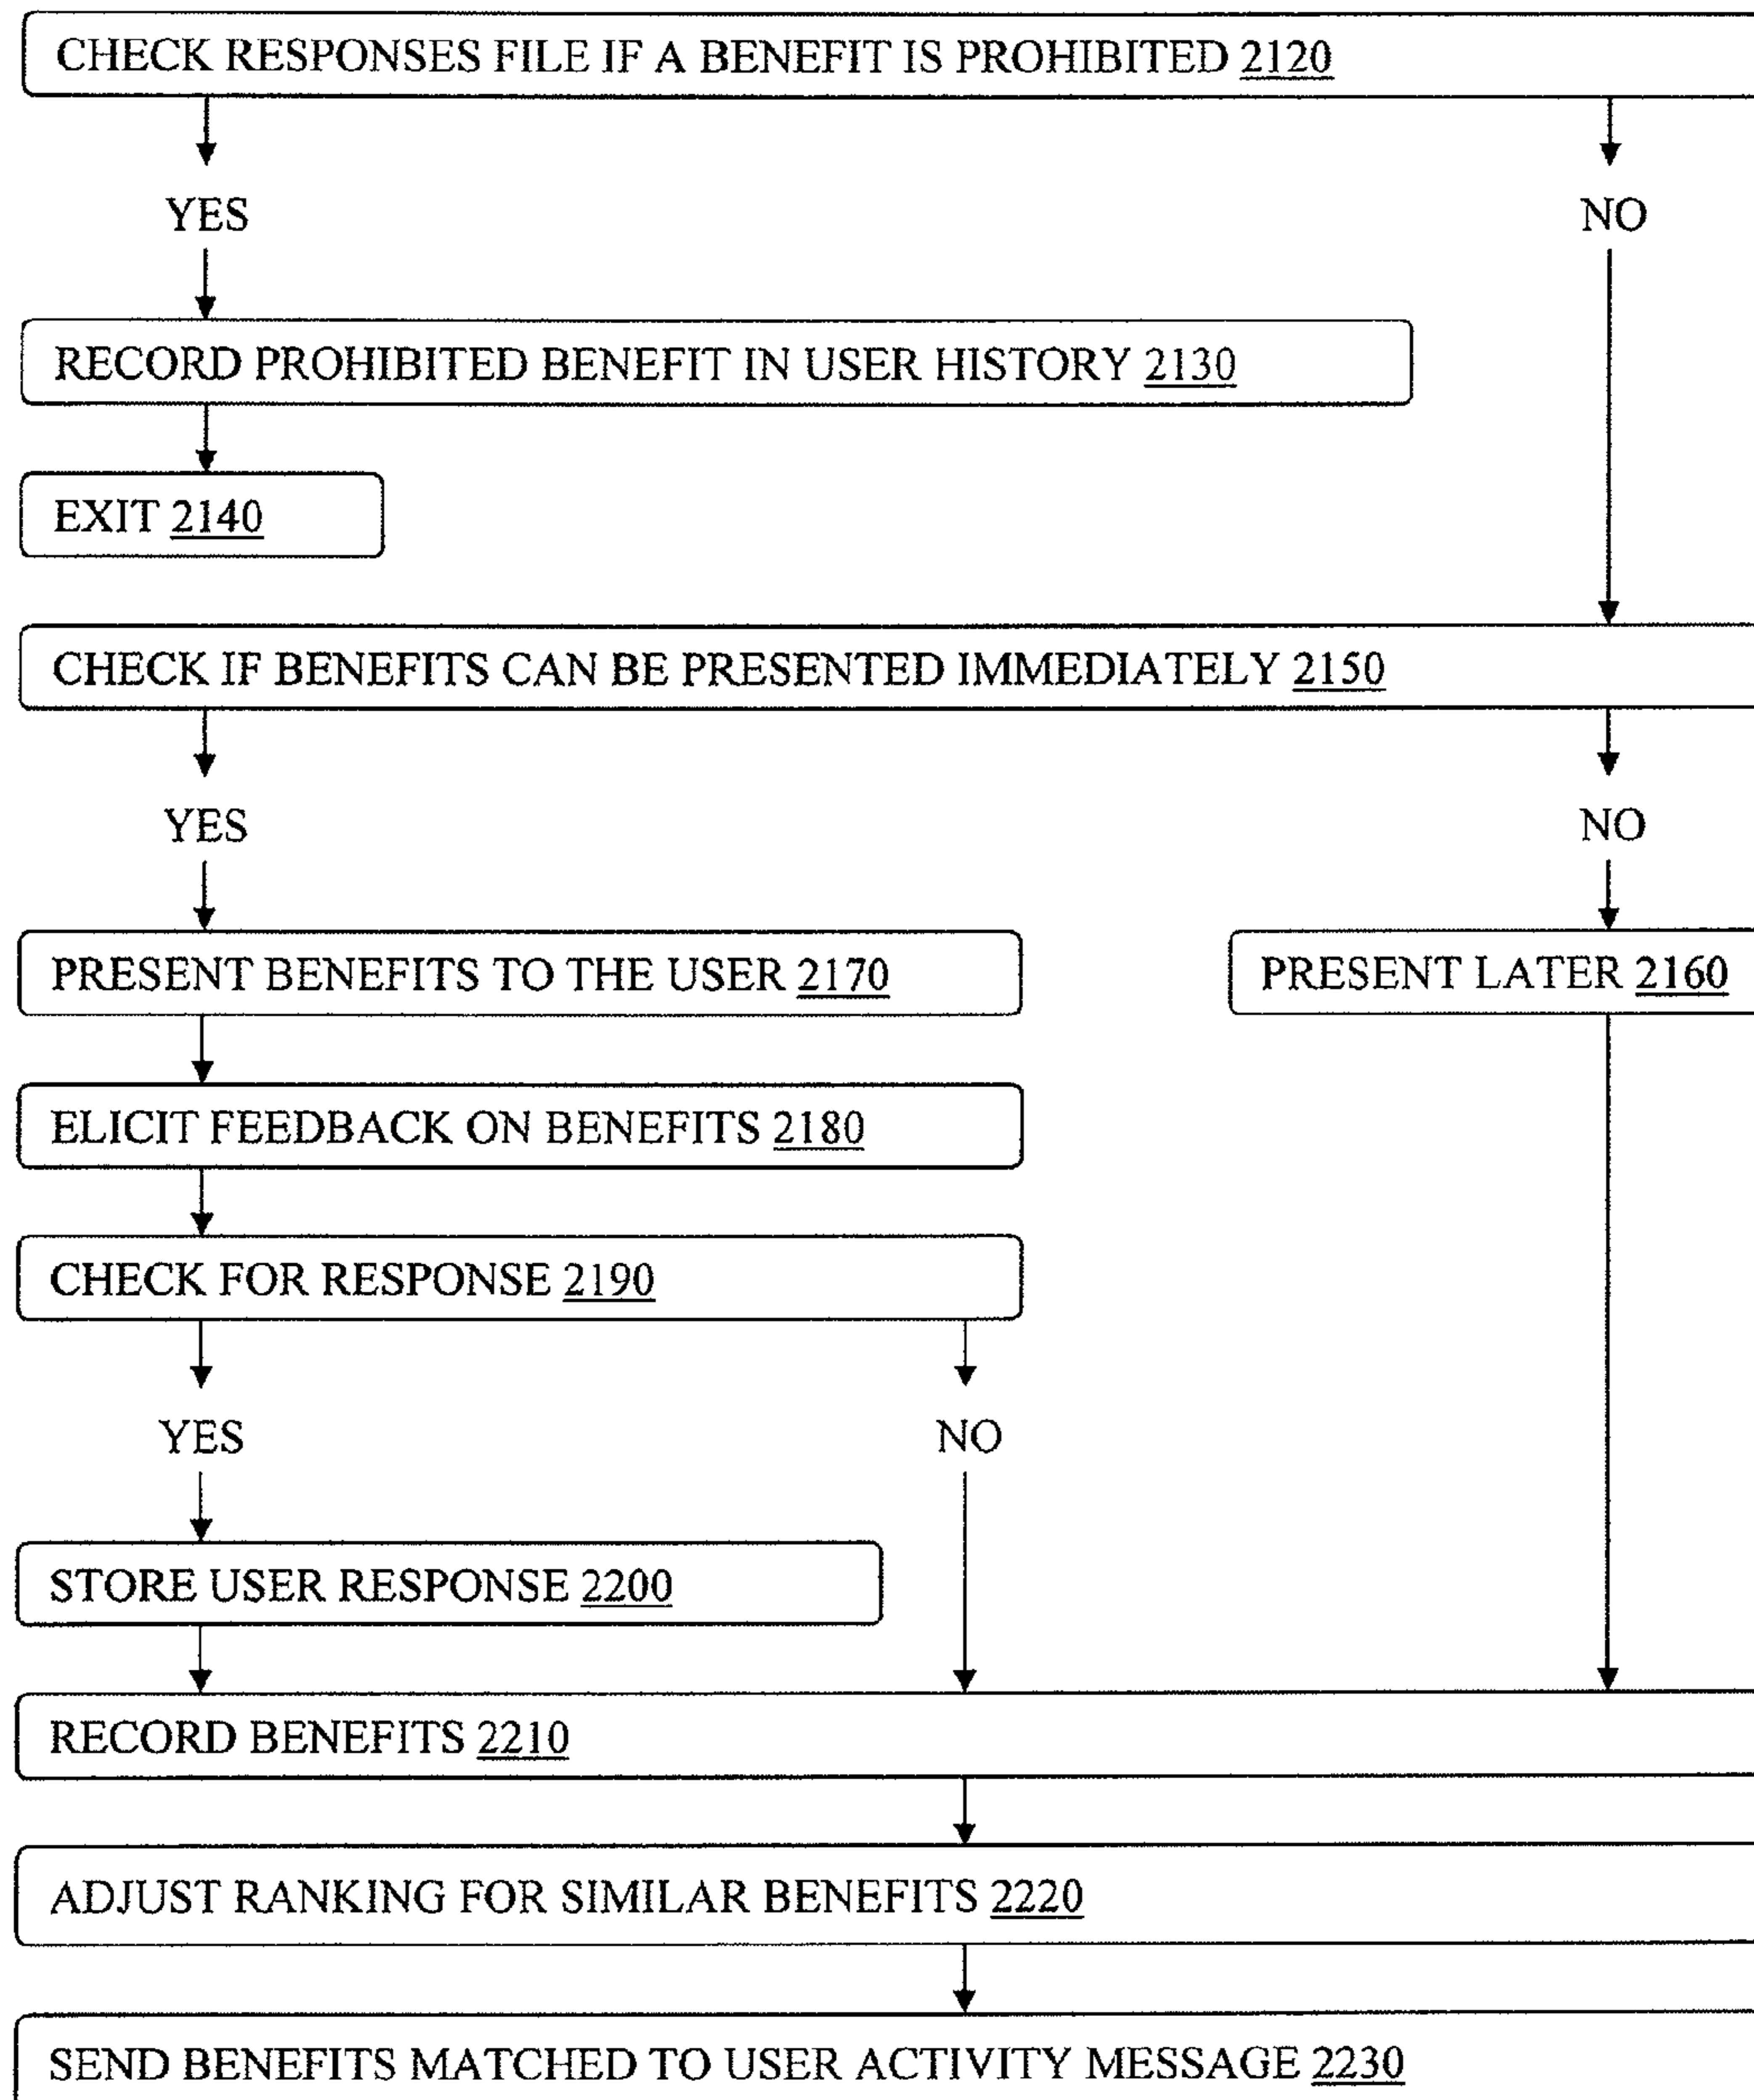 CHECK RESPONSES FILE IF A BENEFIT IS PROHIBITED 2120
YES
NO
RECORD PROHIBITED BENEFIT IN USER HISTORY 2130
EXIT 2140
CHECK IF BENEFITS CAN BE PRESENTED IMMEDIATELY 2150
YES
NO
PRESENT BENEFITS TO THE USER 2170
PRESENT LATER 2160
ELICIT FEEDBACK ON BENEFITS 2180
CHECK FOR RESPONSE 2190
YES
NO
STORE USER RESPONSE 2200
RECORD BENEFITS 2210
ADJUST RANKING FOR SIMILAR BENEFITS 2220
SEND BENEFITS MATCHED TO USER ACTIVITY MESSAGE 2230